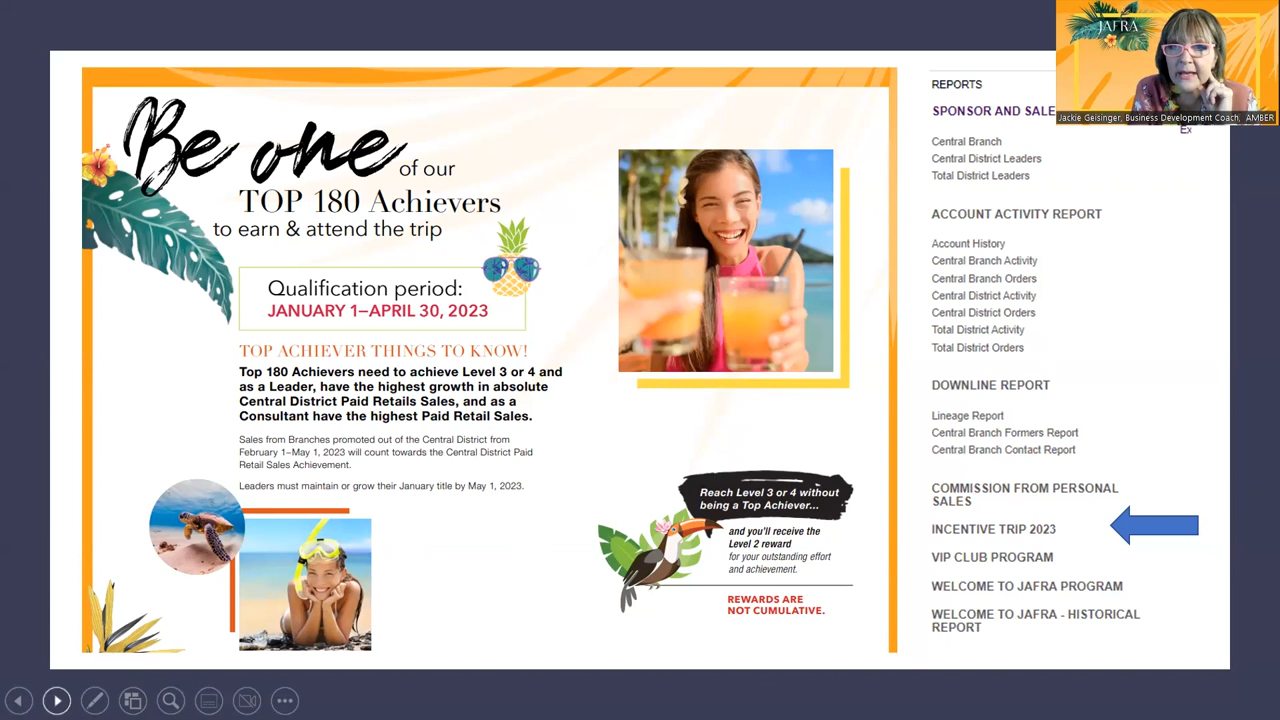 Be one of our
TOP 180 Achievers
to earn & attend the trip
Qualification period:
JANUARY 1–APRIL 30, 2023
TOP ACHIEVER THINGS TO KNOW!
Top 180 Achievers need to achieve Level 3 or 4 and
as a Leader, have the highest growth in absolute
Central District Paid Retails Sales, and as a
Consultant have the highest Paid Retail Sales.
Sales from Branches promoted out of the Central District from
February 1–May 1, 2023 will count towards the Central District Paid
Retail Sales Achievement.
Leaders must maintain or grow their January title by May 1, 2023.
Reach Level 3 or 4 without
being a Top Achiever...
and you'll receive the
Level 2 reward
for your outstanding effort
and achievement.
REWARDS ARE
NOT CUMULATIVE.
REPORTS
SPONSOR AND SALE
Ex
Central Branch
Central District Leaders
Total District Leaders
ACCOUNT ACTIVITY REPORT
Account History
Central Branch Activity
Central Branch Orders
Central District Activity
Central District Orders
Total District Activity
Total District Orders
DOWNLINE REPORT
Lineage Report
Central Branch Formers Report
Central Branch Contact Report
COMMISSION FROM PERSONAL
SALES
INCENTIVE TRIP 2023
VIP CLUB PROGRAM
WELCOME TO JAFRA PROGRAM
WELCOME TO JAFRA - HISTORICAL
REPORT
JAFRA
Jackie Geisinger, Business Development Coach, AMBER